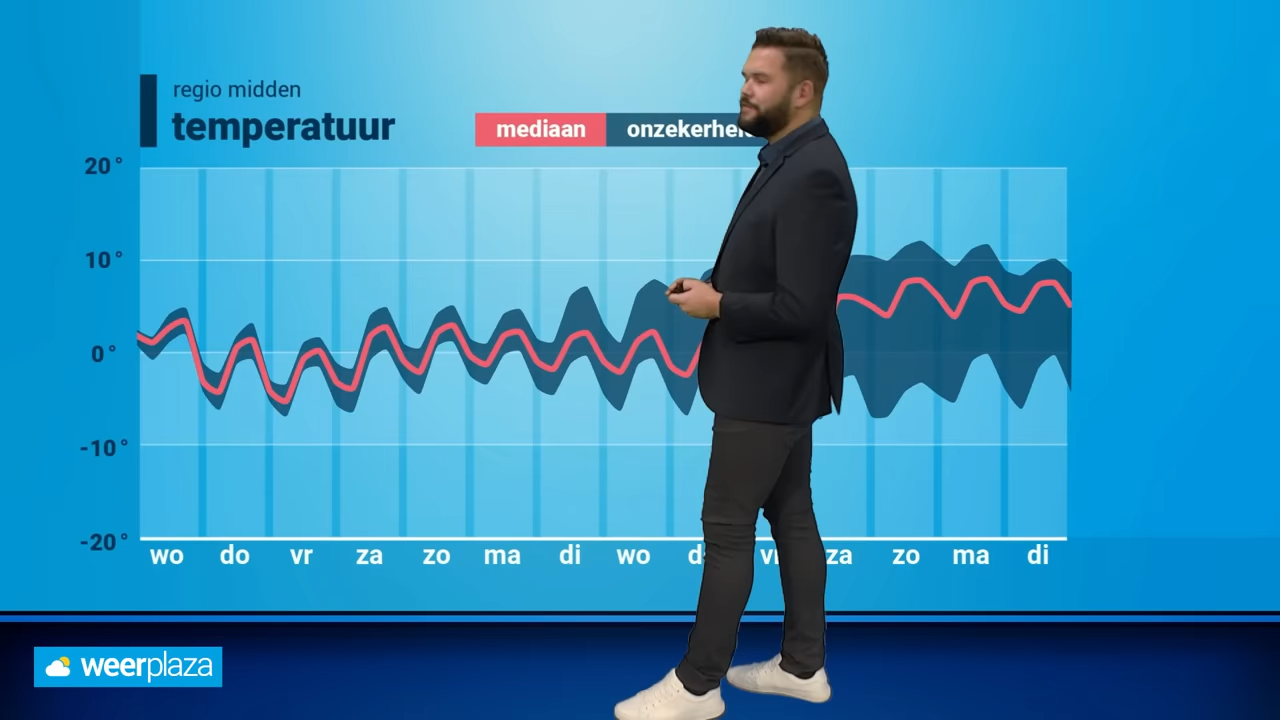 regio midden
temperatuur
mediaan
20°
10°
0°
-10°
-20°
wo do vr za zo ma di wo za zo ma di
weerplaza